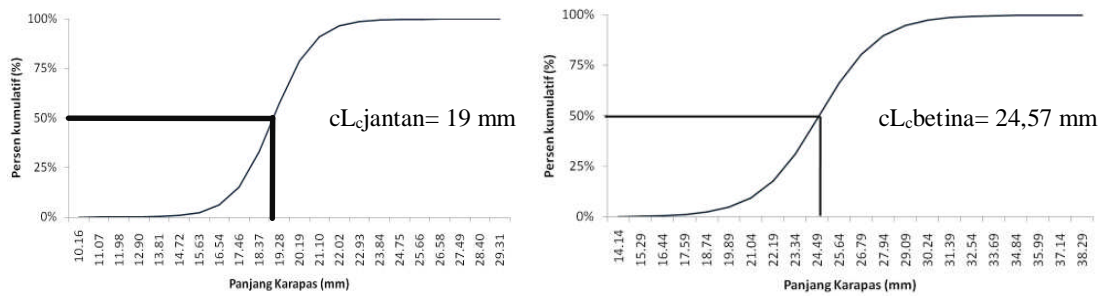 100%
75%
50%
25%
0%
Persen kumulatif (%)
cLcjantan= 19 mm
10.16 11.07 11.98 12.90 13.81 14.72 15.63 16.54 17.46 18.37 19.28 20.19 21.10 22.02 22.93 23.84 24.75 25.66 26.58 27.49 28.40 29.31
Panjang Karapas (mm)
100%
75%
50%
25%
0%
Persen kumulatif (%)
cLcbetina= 24,57 mm
14.14 15.29 16.44 17.59 18.74 19.89 21.04 22.19 23.34 24.49 25.64 26.79 27.94 29.09 30.24 31.39 32.54 33.69 34.84 35.99 37.14 38.29
Panjang Karapas (mm)